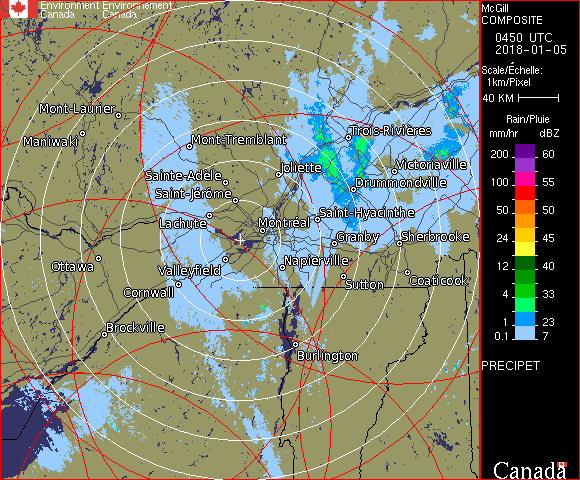 Environment Environnement
Canada Canada
McGill
COMPOSITE
0450 UTC
2018-01-05
Scale/Échelle:
1km/Pixel
40 KM
Rain/Pluie
mm/hr dBZ
200 60
100 55
50 50
24 45
12 40
4 33
1 23
0.1 7
PRECIPET
Canada
Mont-Laurier
Maniwaki
Mont-Tremblant
Trois-Rivières
Victoriaville
Sainte-Adèle
Joliette
Drummondville
Saint-Jérôme
Saint-Hyacinthe
Lachute
Montréal
Granby
Sherbrooke
Ottawa
Valleyfield
Napierville
Cornwall
Sutton
Coaticook
Brockville
Burlington